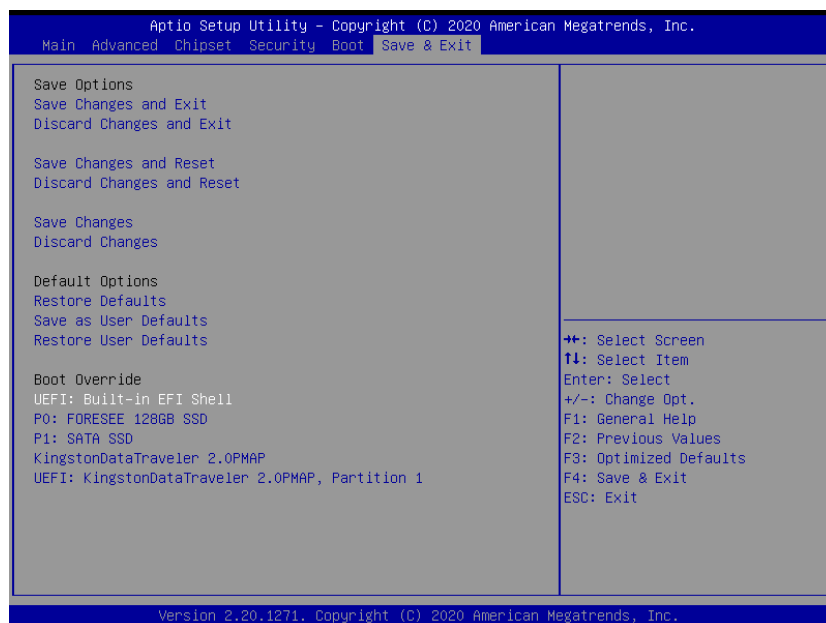 Aptio Setup Utility – Copyright (C) 2020 American Megatrends, Inc.
Main Advanced Chipset Security Boot Save & Exit
Save Options
Save Changes and Exit
Discard Changes and Exit
Save Changes and Reset
Discard Changes and Reset
Save Changes
Discard Changes
Default Options
Restore Defaults
Save as User Defaults
Restore User Defaults
Boot Override
UEFI: Built-in EFI Shell
P0: FORESEE 128GB SSD
P1: SATA SSD
KingstonDataTraveler 2.0PMAP
UEFI: KingstonDataTraveler 2.0PMAP, Partition 1
→←: Select Screen
↑↓: Select Item
Enter: Select
+/-: Change Opt.
F1: General Help
F2: Previous Values
F3: Optimized Defaults
F4: Save & Exit
ESC: Exit
Version 2.20.1271. Copyright (C) 2020 American Megatrends, Inc.